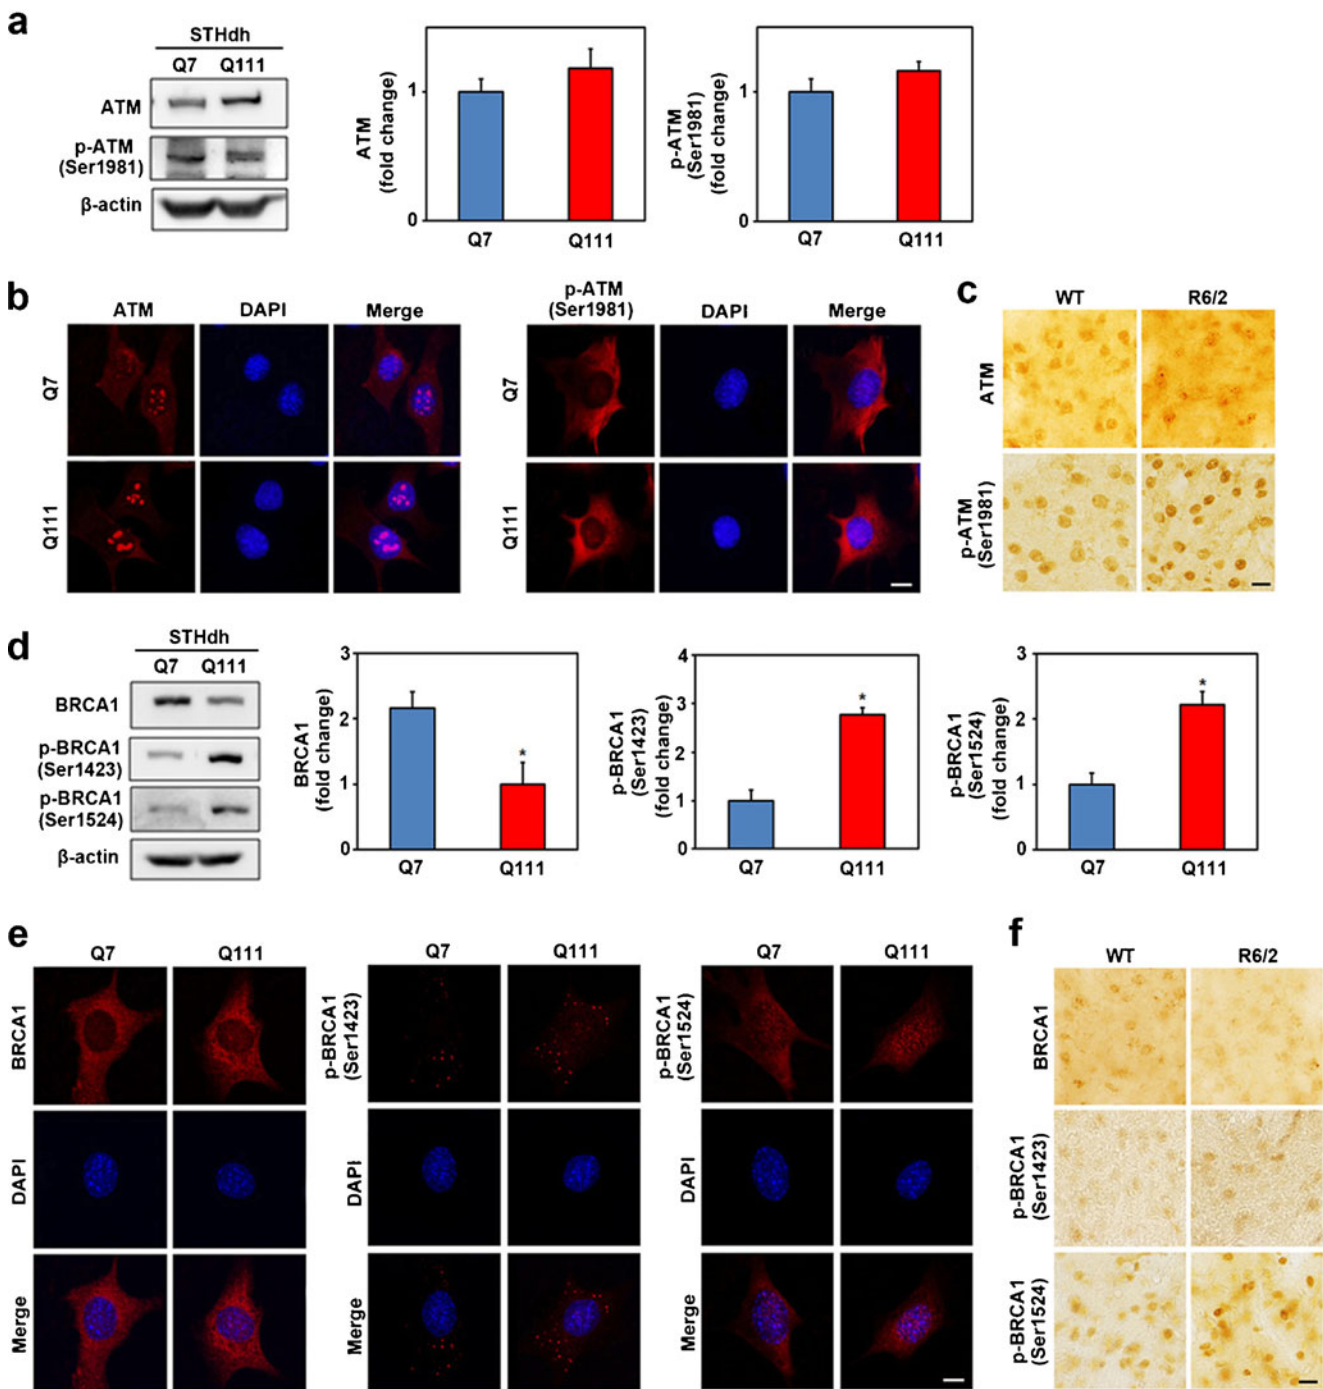 a
STHdh
Q7 Q111
ATM
p-ATM
(Ser1981)
β-actin
ATM
(fold change)
1
0
Q7
Q111
p-ATM
(Ser1981)
(fold change)
1
0
Q7
Q111
b
ATM
DAPI
Merge
Q7
Q111
p-ATM
(Ser1981)
DAPI
Merge
Q7
Q111
c
WT
R6/2
ATM
p-ATM
(Ser1981)
d
STHdh
Q7 Q111
BRCA1
p-BRCA1
(Ser1423)
p-BRCA1
(Ser1524)
β-actin
BRCA1
(fold change)
3
2
1
0
*
Q7
Q111
p-BRCA1
(Ser1423)
(fold change)
4
3
2
1
0
*
Q7
Q111
p-BRCA1
(Ser1524)
(fold change)
3
2
1
0
*
Q7
Q111
e
Q7
Q111
BRCA1
DAPI
Merge
Q7
Q111
p-BRCA1
(Ser1423)
DAPI
Merge
Q7
Q111
p-BRCA1
(Ser1524)
DAPI
Merge
f
WT
R6/2
BRCA1
p-BRCA1
(Ser1423)
p-BRCA1
(Ser1524)